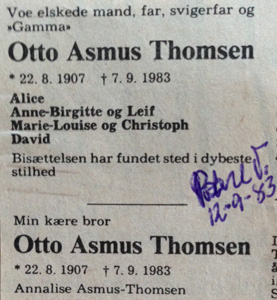 Voe elskede mand, far, svigerfar og
»Gamma»
Otto Asmus Thomsen
* 22. 8. 1907 † 7. 9. 1983
Alice
Anne-Birgitte og Leif
Marie-Louise og Christoph
David
Bisættelsen har fundet sted i dybeste
stilhed
12-9-83
Min kære bror
Otto Asmus Thomsen
* 22. 8. 1907 † 7. 9. 1983
Annalise Asmus-Thomsen